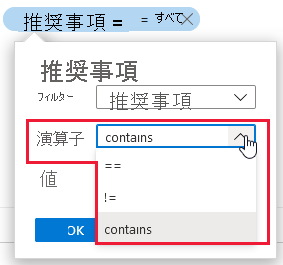 推奨事項 = = すべて
推奨事項
フィルター 推奨事項
演算子 contains
==
値
!=
OK contains